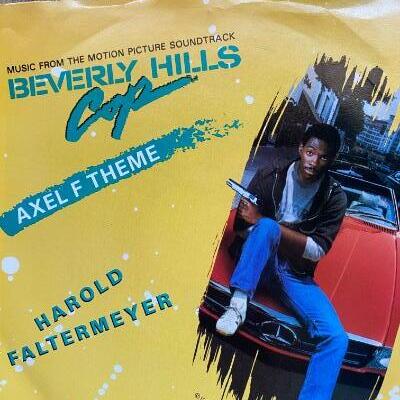 MUSIC FROM THE MOTION PICTURE SOUNDTRACK
BEVERLY HILLS
Cop
AXEL F THEME
HAROLD
FALTERMEYER